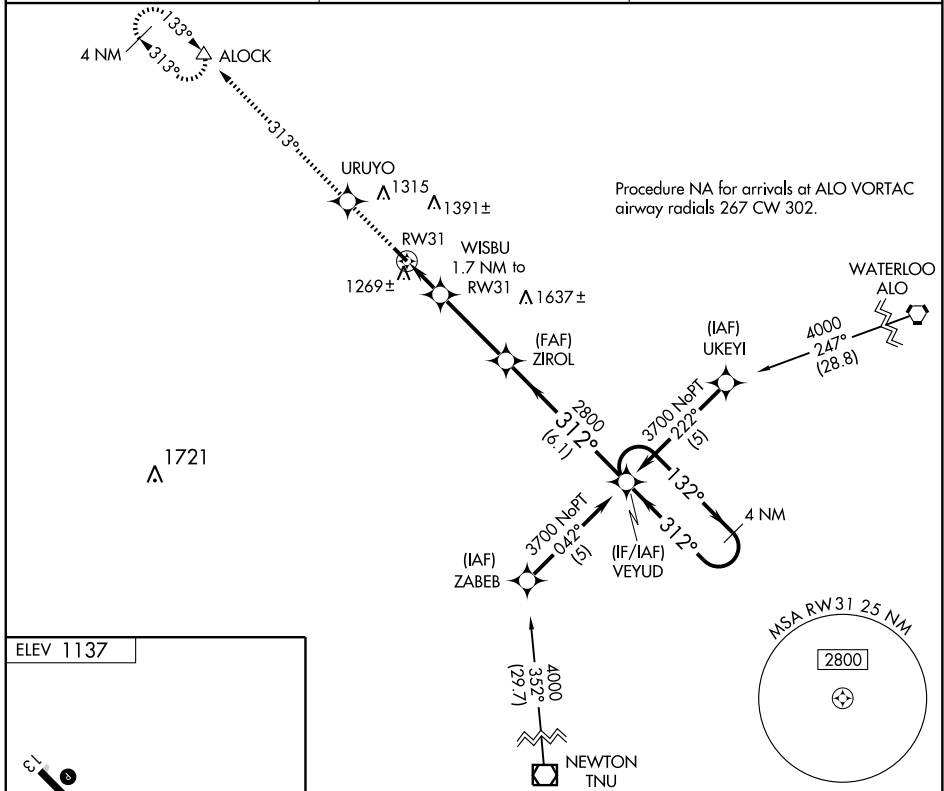 133°
4 NM
313°
ALOCK
313°
URUYO
1315
1391±
Procedure NA for arrivals at ALO VORTAC
airway radials 267 CW 302.
RW31
WISBU
1.7 NM to
RW31
1269±
1637±
WATERLOO
ALO
(FAF)
ZIROL
(IAF)
UKEYI
4000
247°
(28.8)
2800
312°
(6.1)
3700 NoPT
222°
(5)
1721
132°
312°
4 NM
3700 NoPT
042°
(5)
(IF/IAF)
VEYUD
(IAF)
ZABEB
MSA RW31 25 NM
2800
ELEV 1137
4000
352°
(29.7)
NEWTON
TNU
13
P